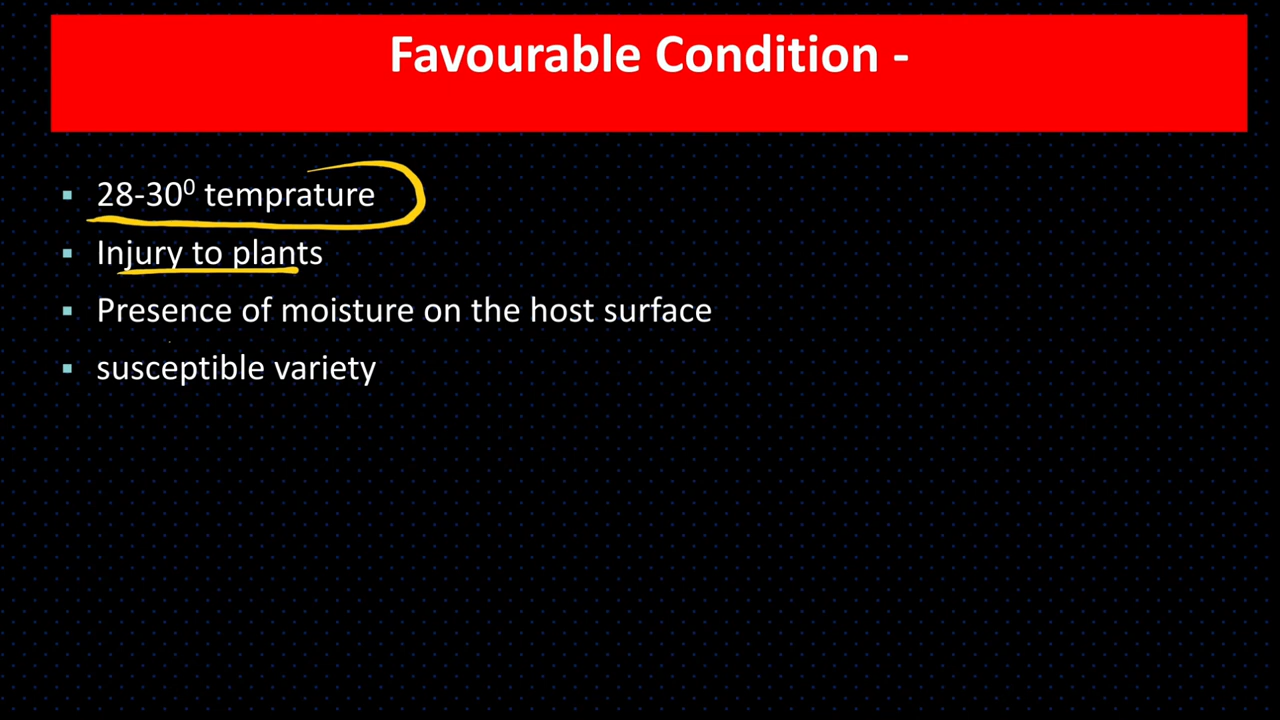 Favourable Condition -
▪ 28-30⁰ temprature
▪ Injury to plants
▪ Presence of moisture on the host surface
▪ susceptible variety